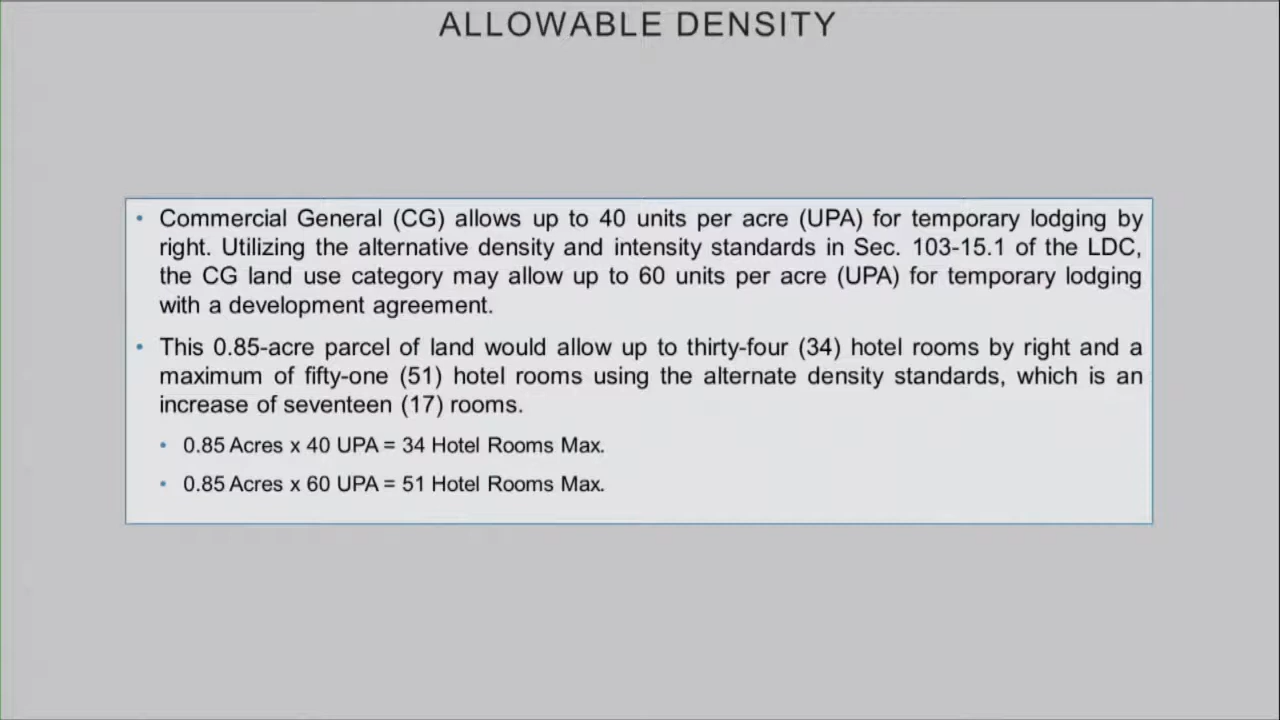 ALLOWABLE DENSITY
• Commercial General (CG) allows up to 40 units per acre (UPA) for temporary lodging by
right. Utilizing the alternative density and intensity standards in Sec. 103-15.1 of the LDC,
the CG land use category may allow up to 60 units per acre (UPA) for temporary lodging
with a development agreement.
• This 0.85-acre parcel of land would allow up to thirty-four (34) hotel rooms by right and a
maximum of fifty-one (51) hotel rooms using the alternate density standards, which is an
increase of seventeen (17) rooms.
• 0.85 Acres x 40 UPA = 34 Hotel Rooms Max.
• 0.85 Acres x 60 UPA = 51 Hotel Rooms Max.